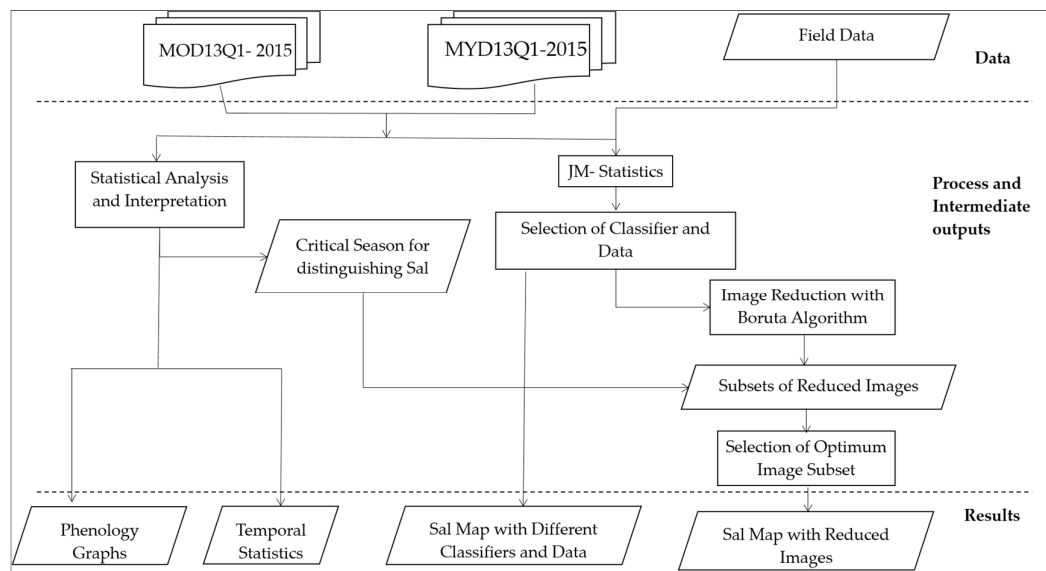 MOD13Q1- 2015
MYD13Q1-2015
Field Data
Data
Statistical Analysis
and Interpretation
JM- Statistics
Process and
Intermediate
outputs
Selection of Classifier and
Data
Critical Season for
distinguishing Sal
Image Reduction with
Boruta Algorithm
Subsets of Reduced Images
Selection of Optimum
Image Subset
Results
Phenology
Graphs
Temporal
Statistics
Sal Map with Different
Classifiers and Data
Sal Map with Reduced
Images